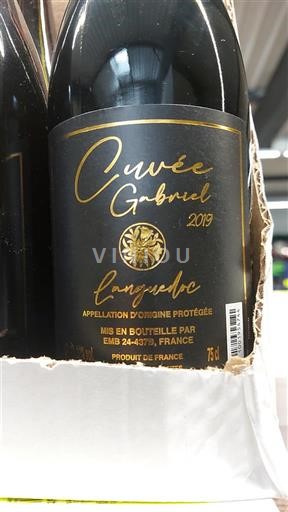 Cuvée
Gabriel
2019
Languedoc
APPELLATION D'ORIGINE PROTÉGÉE
MIS EN BOUTEILLE PAR
EMB 24-437B, FRANCE
PRODUIT DE FRANCE
75 cl